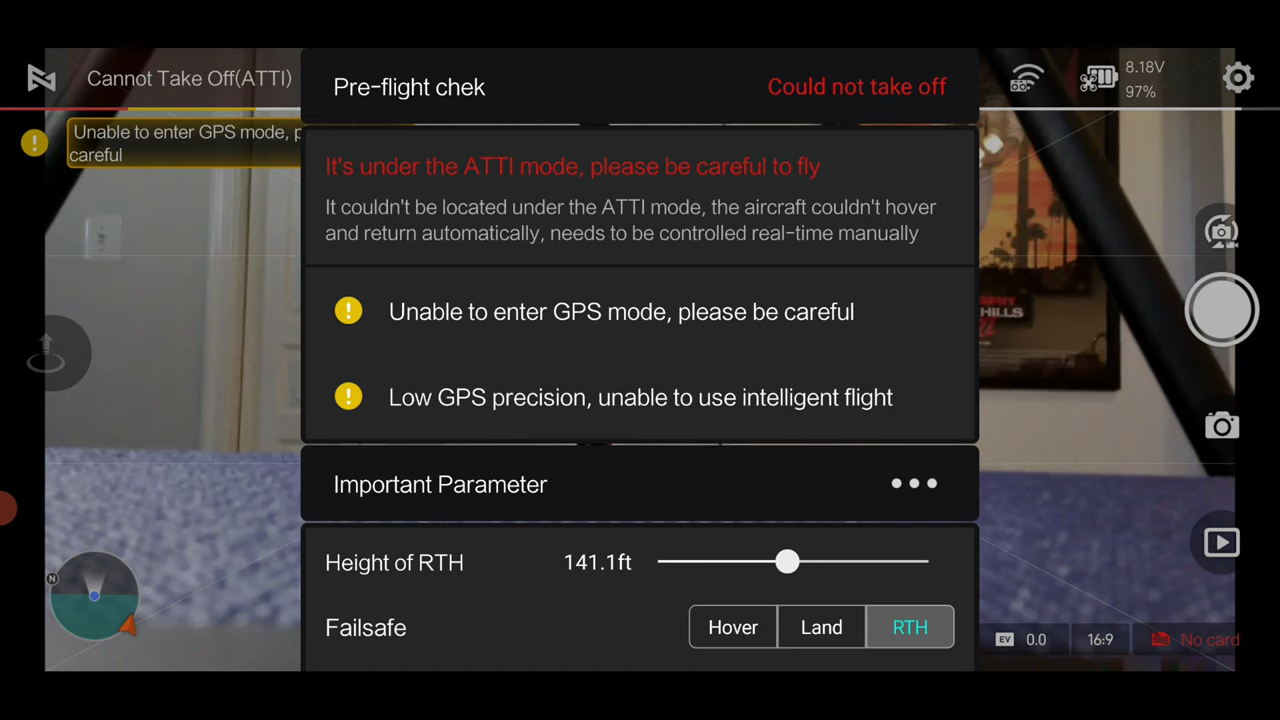 Cannot Take Off(ATTI)
Pre-flight chek
Could not take off
8.18V
97%
Unable to enter GPS mode, p
careful
It's under the ATTI mode, please be careful to fly
It couldn't be located under the ATTI mode, the aircraft couldn't hover
and return automatically, needs to be controlled real-time manually
Unable to enter GPS mode, please be careful
HILLS
Low GPS precision, unable to use intelligent flight
Important Parameter
Height of RTH
141.1ft
N
Failsafe
Hover
Land
RTH
EV
0.0
16:9
No card